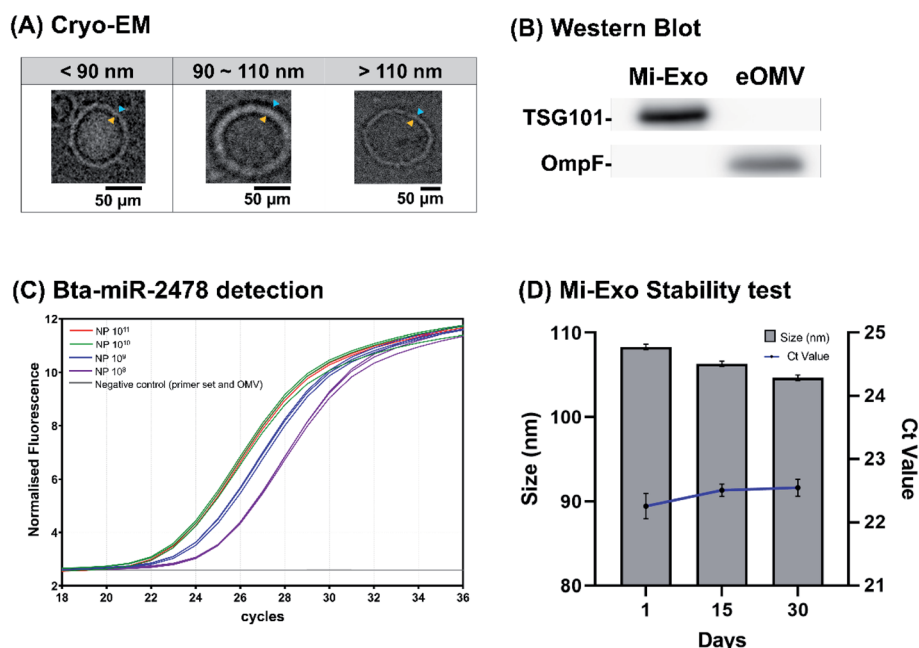 (A) Cryo-EM
< 90 nm 90 ~ 110 nm > 110 nm
50 µm 50 µm 50 µm
(B) Western Blot
Mi-Exo eOMV
TSG101-
OmpF-
(C) Bta-miR-2478 detection
12
10
8
6
4
2
Normalised Fluorescence
NP 10¹¹
NP 10¹⁰
NP 10⁹
NP 10⁸
Negative control (primer set and OMV)
18 20 22 24 26 28 30 32 34 36
cycles
(D) Mi-Exo Stability test
110
100
90
80
Size (nm)
Size (nm)
Ct Value
25
24
23
22
21
Ct Value
1 15 30
Days